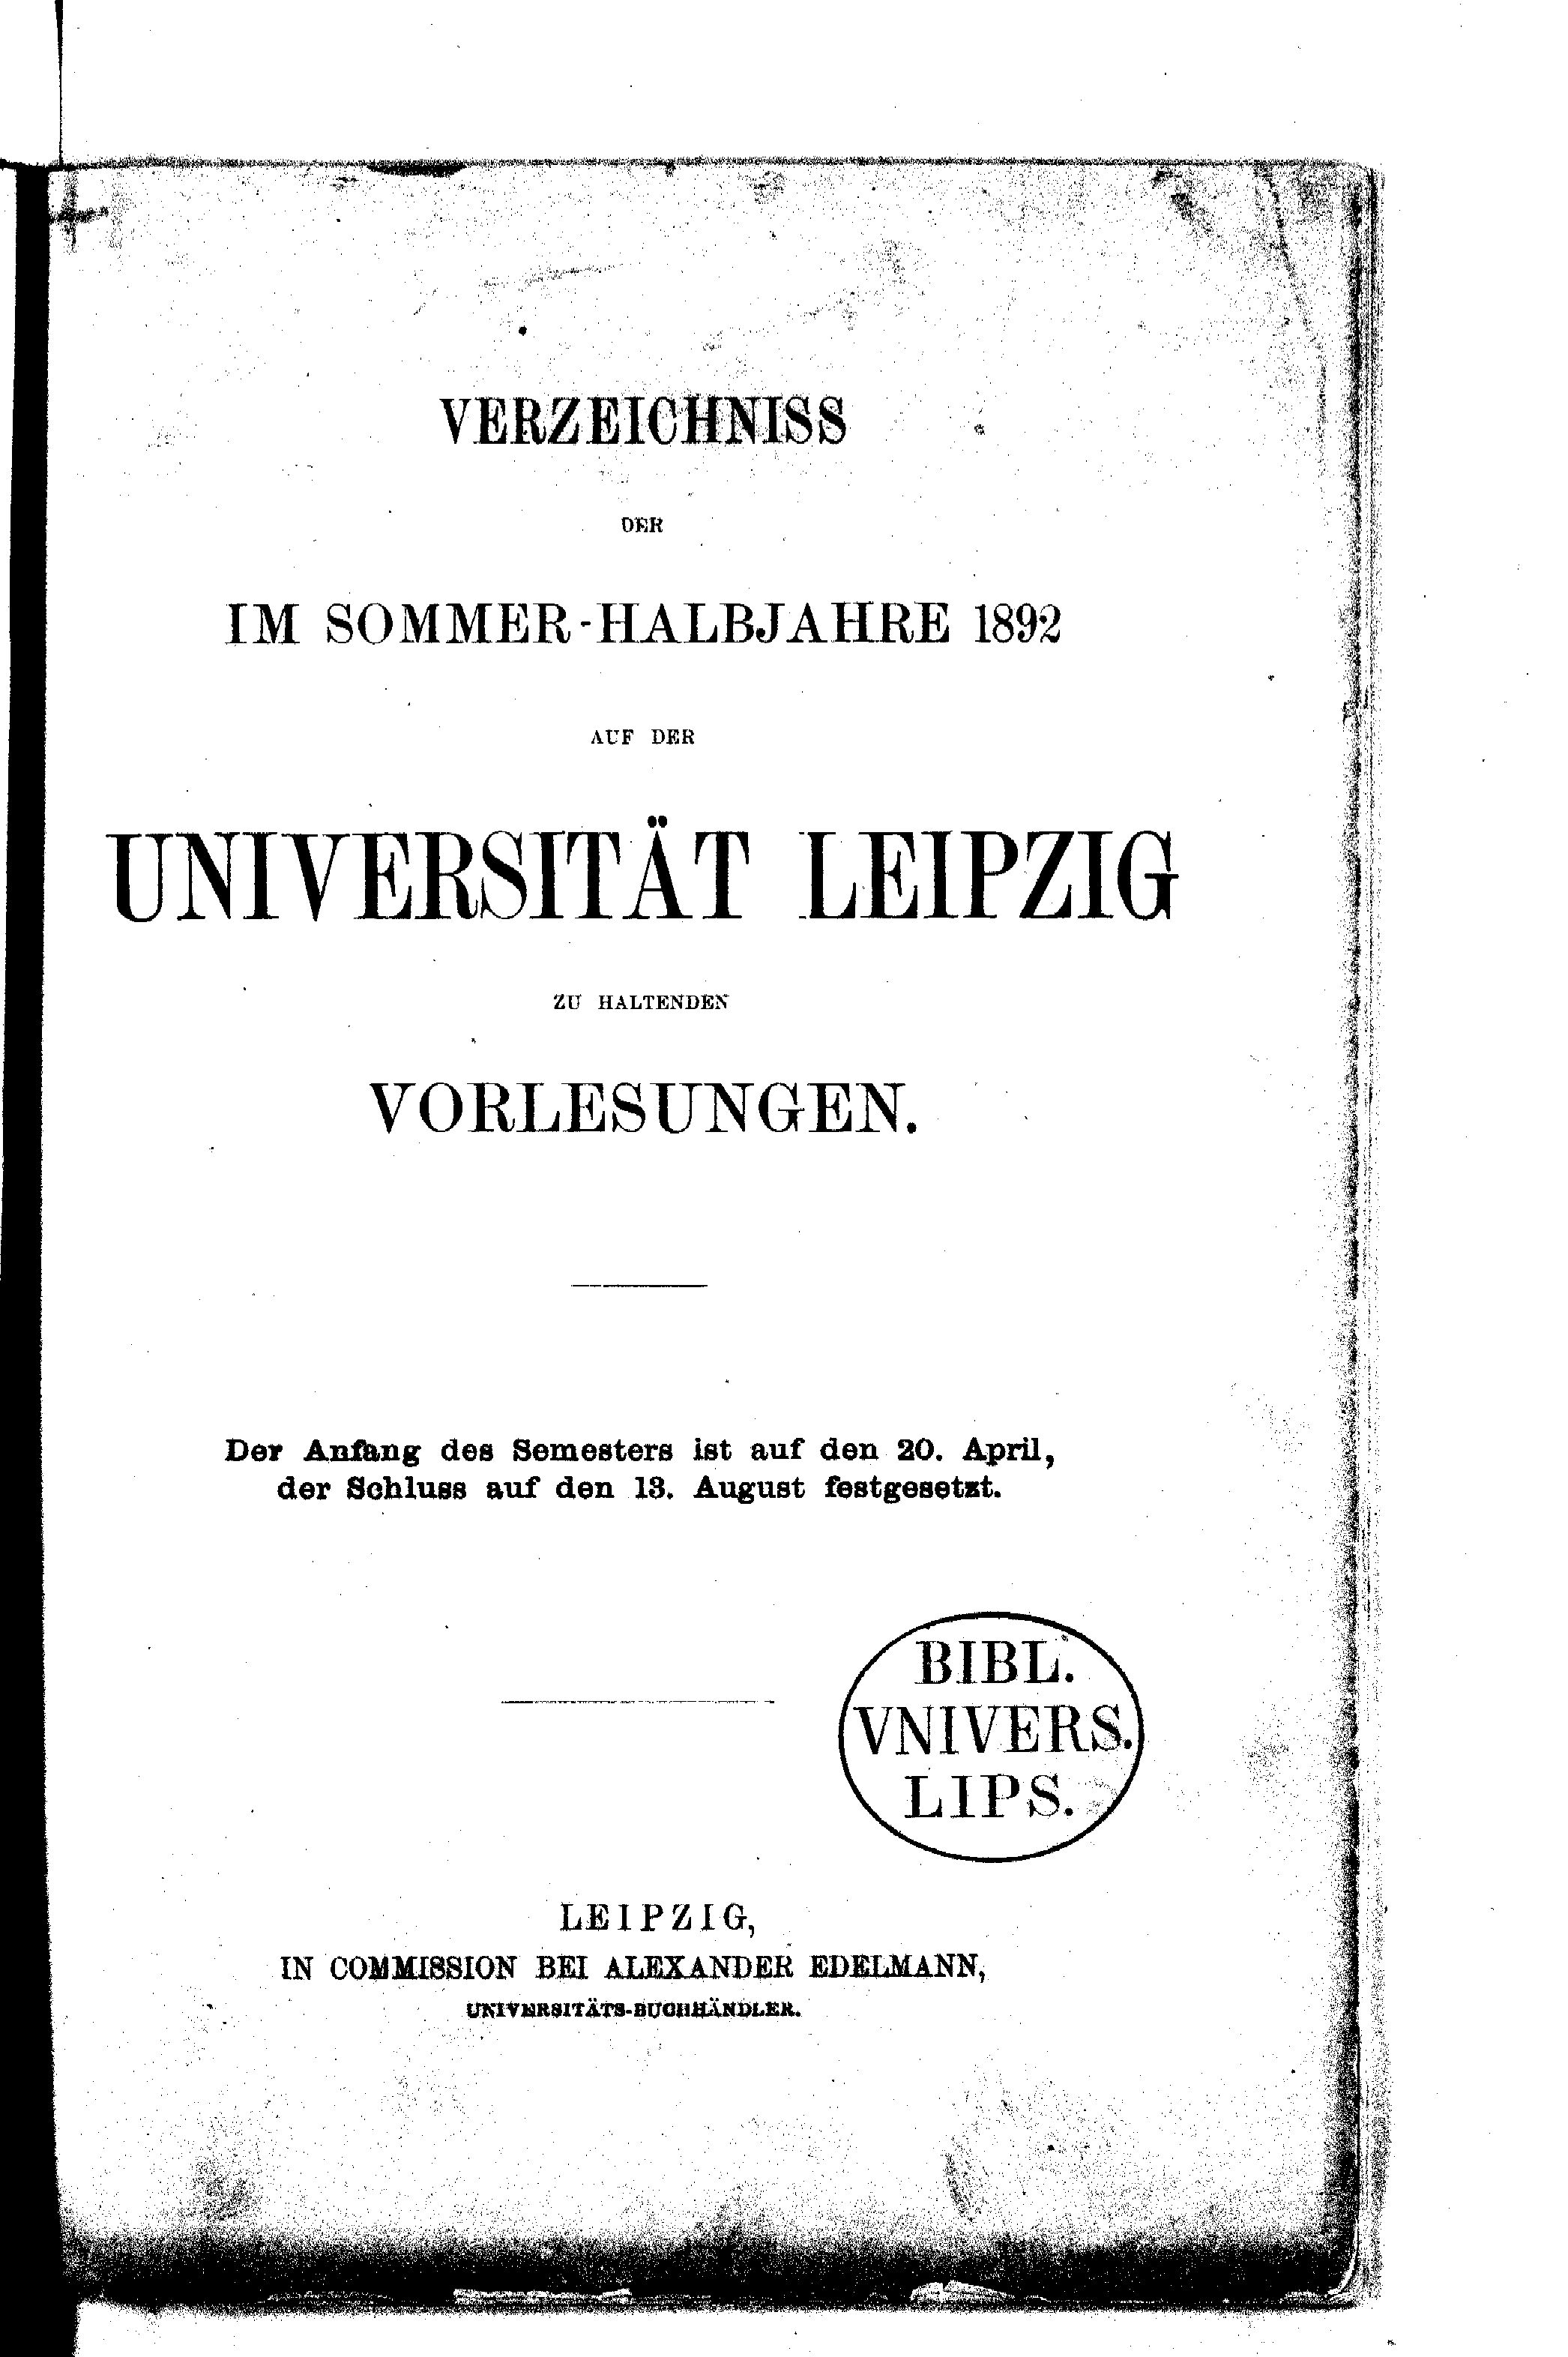 VERZEICHNISS
DER
IM SOMMER-HALBJAHRE 1892
AUF DER
UNIVERSITÄT LEIPZIG
ZU HALTENDEN
VORLESUNGEN.
Der Anfang des Semesters ist auf den 20. April,
der Schluss auf den 13. August festgesetzt.
BIBL.
VNIVERS.
LIPS.
LEIPZIG,
IN COMMISSION BEI ALEXANDER EDELMANN,
UNIVERSITÄTS-BUCHHÄNDLER.